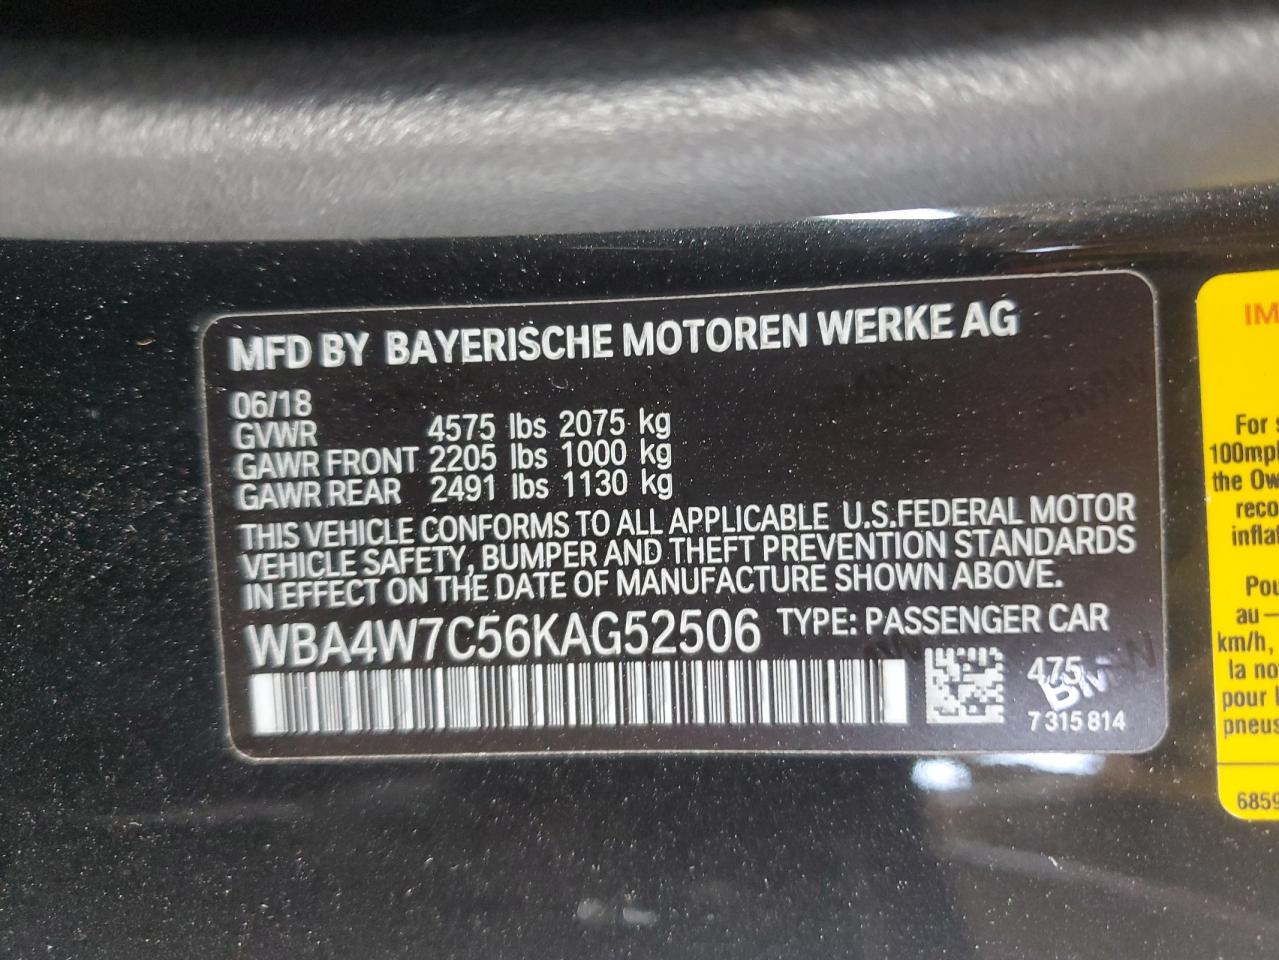 MFD BY BAYERISCHE MOTOREN WERKE AG
06/18
GVWR 4575 lbs 2075 kg
GAWR FRONT 2205 lbs 1000 kg
GAWR REAR 2491 lbs 1130 kg
THIS VEHICLE CONFORMS TO ALL APPLICABLE U.S.FEDERAL MOTOR
VEHICLE SAFETY, BUMPER AND THEFT PREVENTION STANDARDS
IN EFFECT ON THE DATE OF MANUFACTURE SHOWN ABOVE.
WBA4W7C56KAG52506 TYPE: PASSENGER CAR
475
BMW
7 315 814
IM
For
100mp
the Ow
reco
infla
Pou
au—
km/h,
la no
pour
pneus
6859